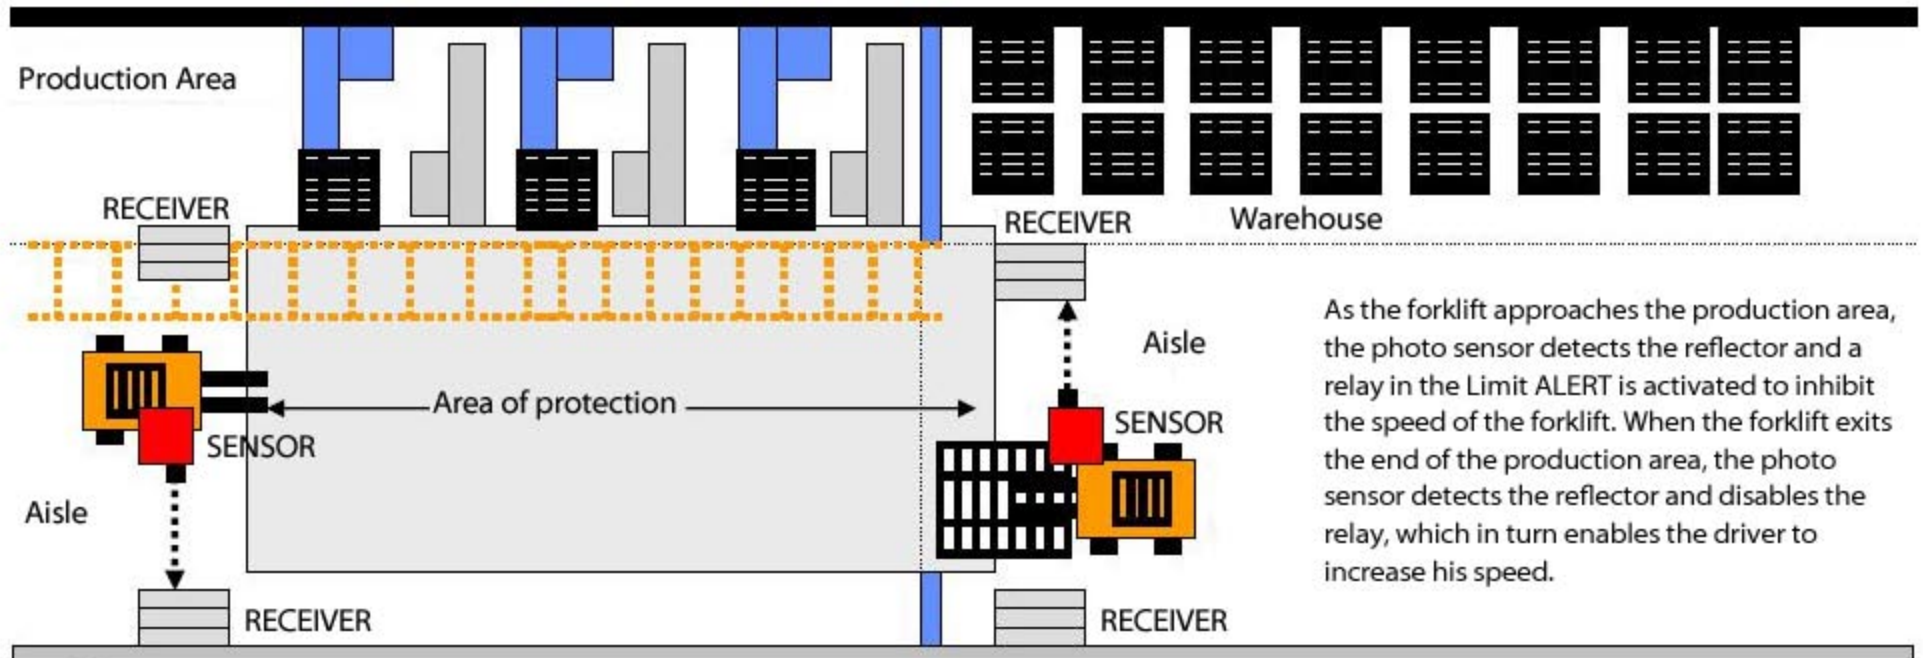 Production Area
RECEIVER
RECEIVER
Warehouse
Aisle
As the forklift approaches the production area,
the photo sensor detects the reflector and a
relay in the Limit ALERT is activated to inhibit
the speed of the forklift. When the forklift exits
the end of the production area, the photo
sensor detects the reflector and disables the
relay, which in turn enables the driver to
increase his speed.
Area of protection
SENSOR
SENSOR
Aisle
RECEIVER
RECEIVER